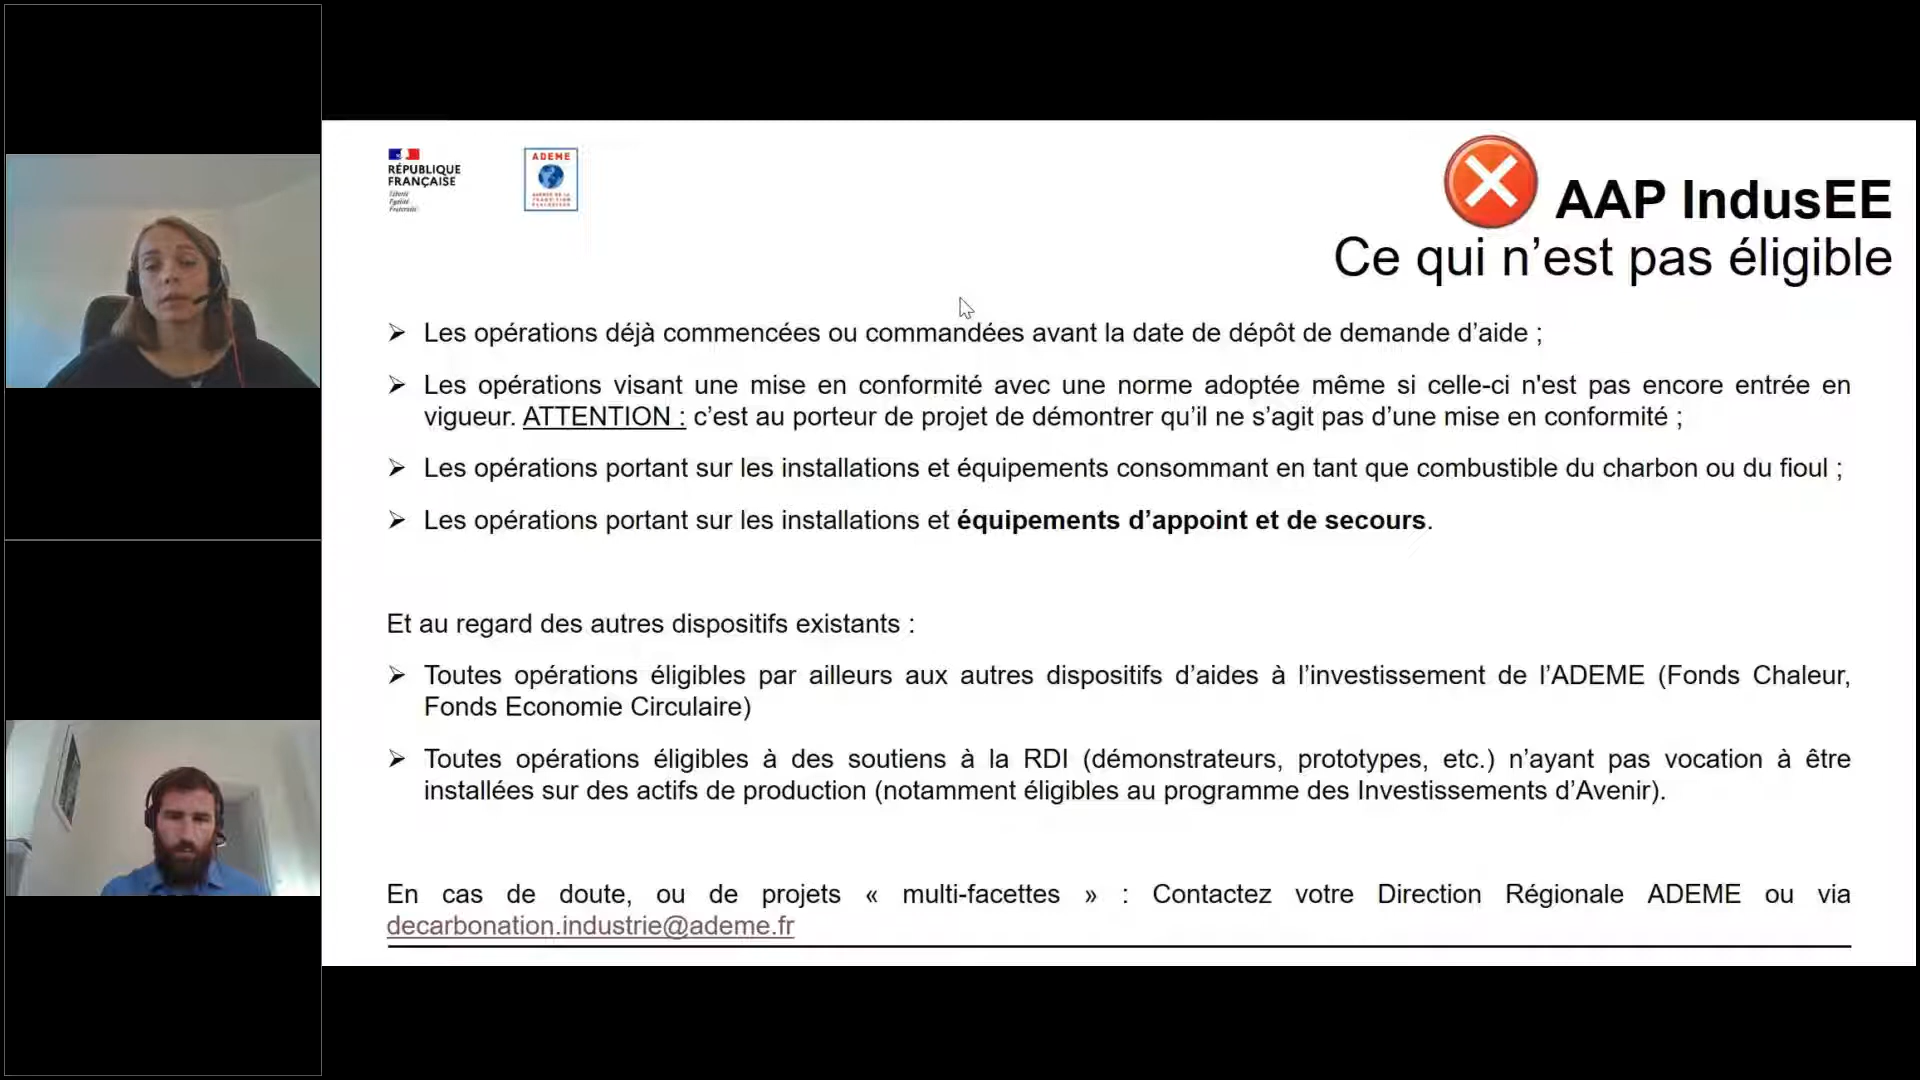 RÉPUBLIQUE
FRANÇAISE
Liberté
Égalité
Fraternité
ADEME
AGENCE DE LA
TRANSITION
ÉCOLOGIQUE
AAP IndusEE
Ce qui n’est pas éligible
➢ Les opérations déjà commencées ou commandées avant la date de dépôt de demande d’aide ;
➢ Les opérations visant une mise en conformité avec une norme adoptée même si celle-ci n'est pas encore entrée en
vigueur. ATTENTION : c’est au porteur de projet de démontrer qu’il ne s’agit pas d’une mise en conformité ;
➢ Les opérations portant sur les installations et équipements consommant en tant que combustible du charbon ou du fioul ;
➢ Les opérations portant sur les installations et équipements d’appoint et de secours.
Et au regard des autres dispositifs existants :
➢ Toutes opérations éligibles par ailleurs aux autres dispositifs d’aides à l’investissement de l’ADEME (Fonds Chaleur,
Fonds Economie Circulaire)
➢ Toutes opérations éligibles à des soutiens à la RDI (démonstrateurs, prototypes, etc.) n’ayant pas vocation à être
installées sur des actifs de production (notamment éligibles au programme des Investissements d’Avenir).
En cas de doute, ou de projets « multi-facettes » : Contactez votre Direction Régionale ADEME ou via
decarbonation.industrie@ademe.fr